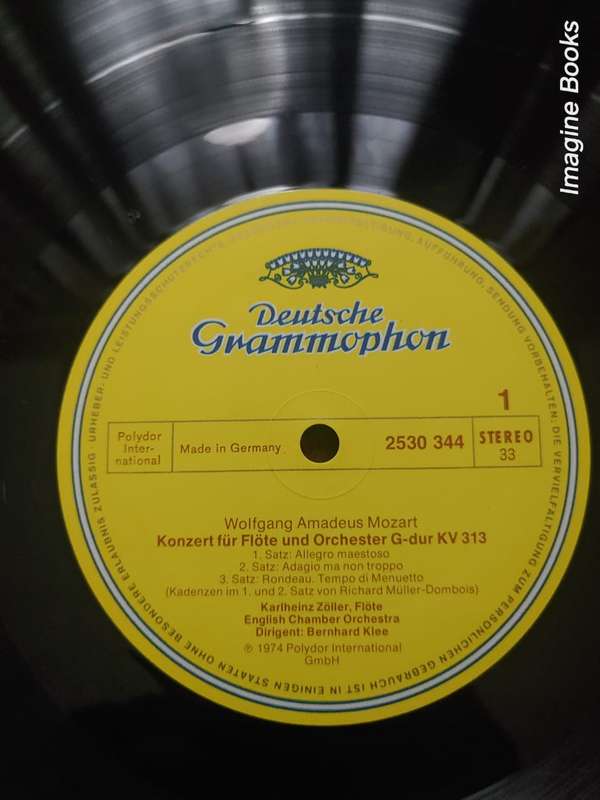 Imagine Books
Deutsche
Grammophon
1
Polydor
Inter-
national
Made in Germany
2530 344
STEREO
33
Wolfgang Amadeus Mozart
Konzert für Flöte und Orchester G-dur KV 313
1. Satz: Allegro maestoso
2. Satz: Adagio ma non troppo
3. Satz: Rondeau. Tempo di Menuetto
(Kadenzen im 1. und 2. Satz von Richard Müller-Dombois)
Karlheinz Zöller, Flöte
English Chamber Orchestra
Dirigent: Bernhard Klee
℗ 1974 Polydor International
GmbH
URHEBER- UND LEISTUNGSSCHUTZRECHTE AUFFÜHRUNG, SENDUNG VORBEHALTEN! DIE VERVIELFÄLTIGUNG ZUM PERSÖNLICHEN GEBRAUCH IST IN EINIGEN STAATEN OHNE BESONDERE ERLAUBNIS ZULÄSSIG ·